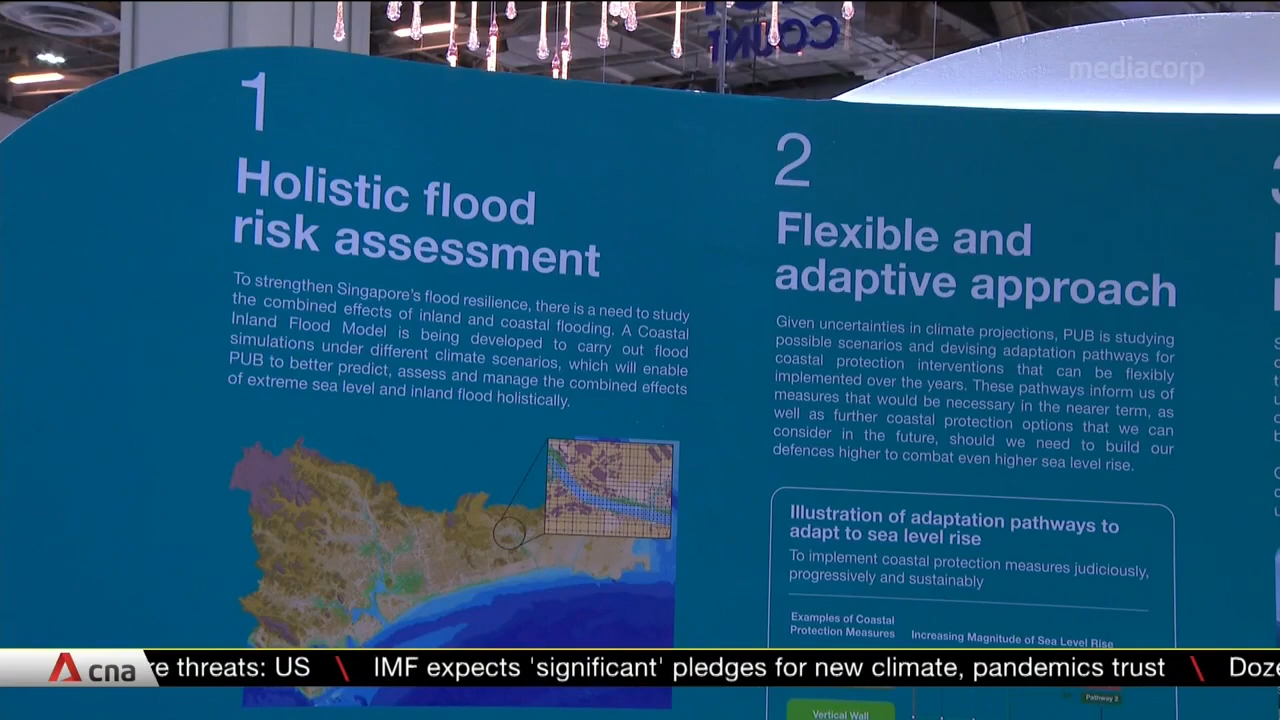 COUNT
mediacorp
1
Holistic flood
risk assessment
To strengthen Singapore's flood resilience, there is a need to study
the combined effects of inland and coastal flooding. A Coastal
Inland Flood Model is being developed to carry out flood
simulations under different climate scenarios, which will enable
PUB to better predict, assess and manage the combined effects
of extreme sea level and inland flood holistically.
2
Flexible and
adaptive approach
Given uncertainties in climate projections, PUB is studying
possible scenarios and devising adaptation pathways for
coastal protection interventions that can be flexibly
implemented over the years. These pathways inform us of
measures that would be necessary in the nearer term, as
well as further coastal protection options that we can
consider in the future, should we need to build our
defences higher to combat even higher sea level rise.
Illustration of adaptation pathways to
adapt to sea level rise
To implement coastal protection measures judiciously,
progressively and sustainably
Examples of Coastal
Protection Measures
Increasing Magnitude of Sea Level Rise
Pathway 3
Vertical Wall
cna
e threats: US \ IMF expects 'significant' pledges for new climate, pandemics trust \ Doze